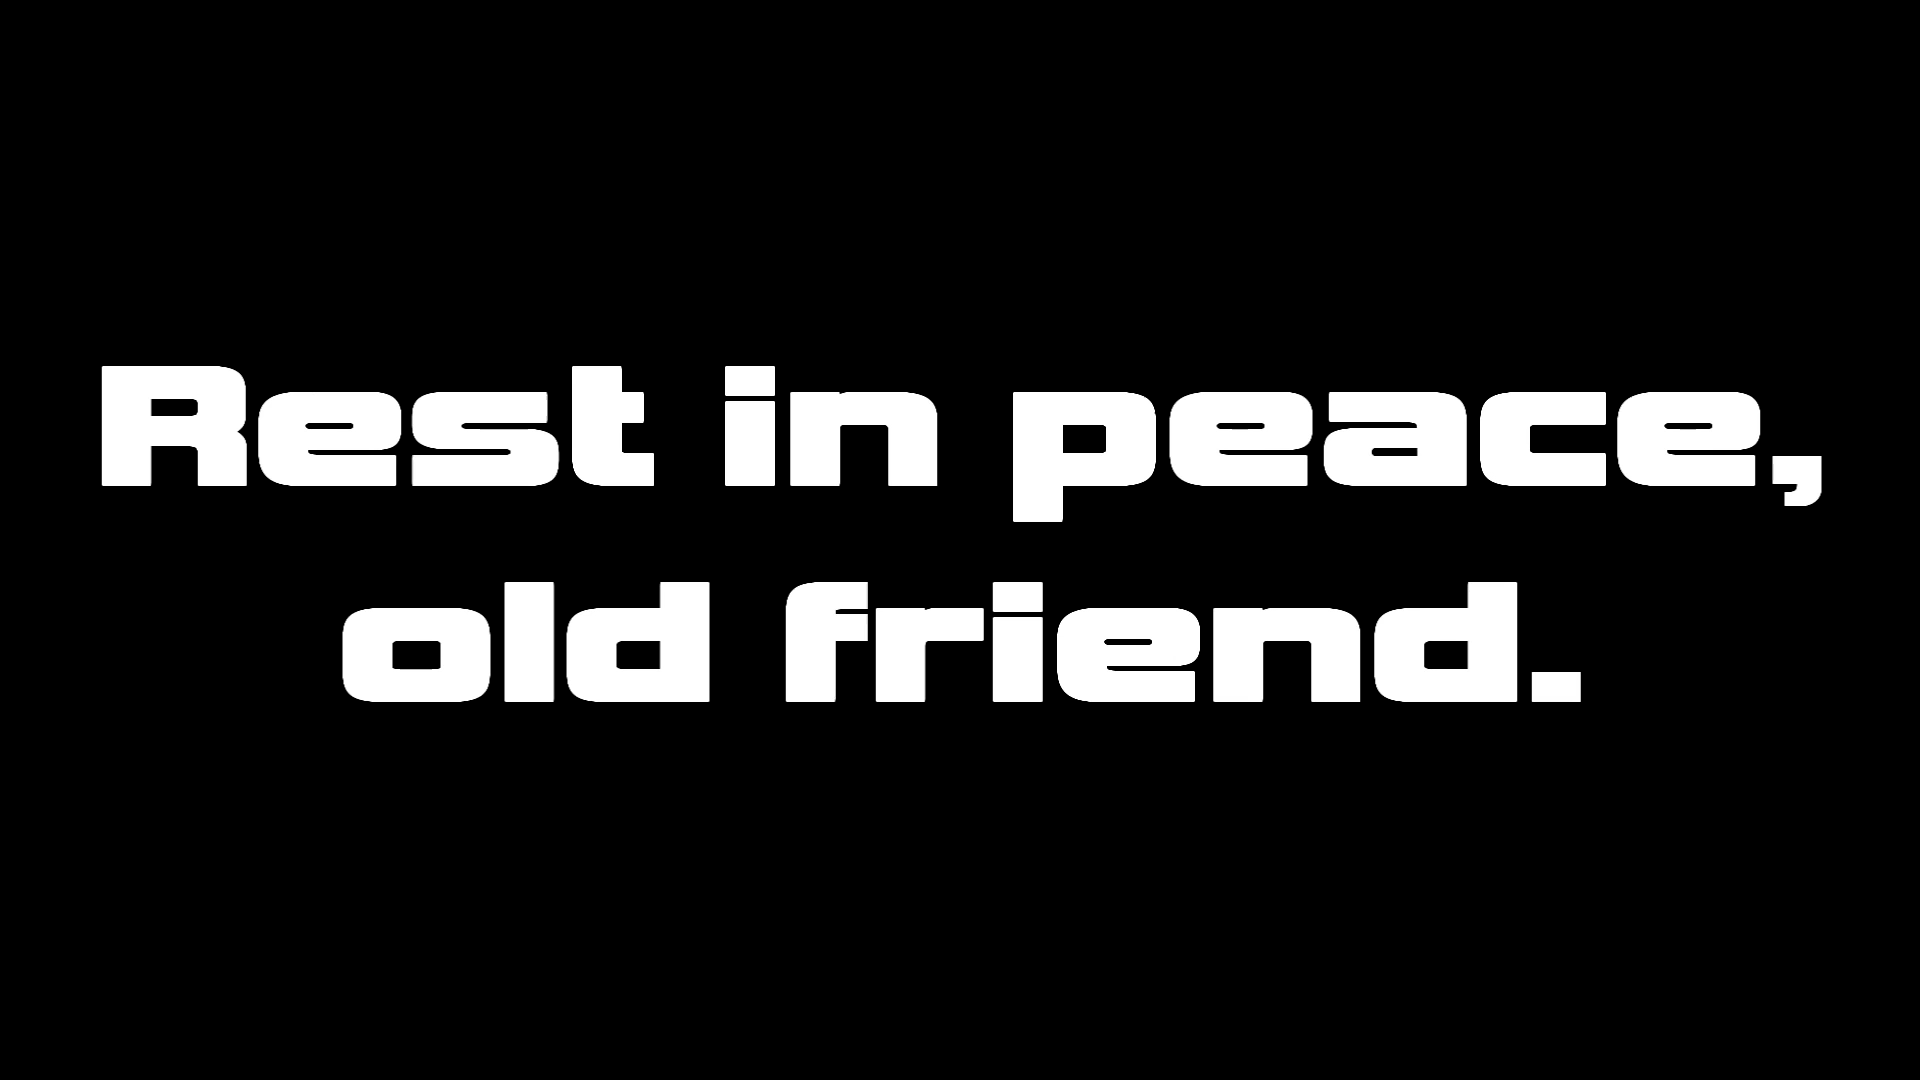 Rest in peace,
old friend.